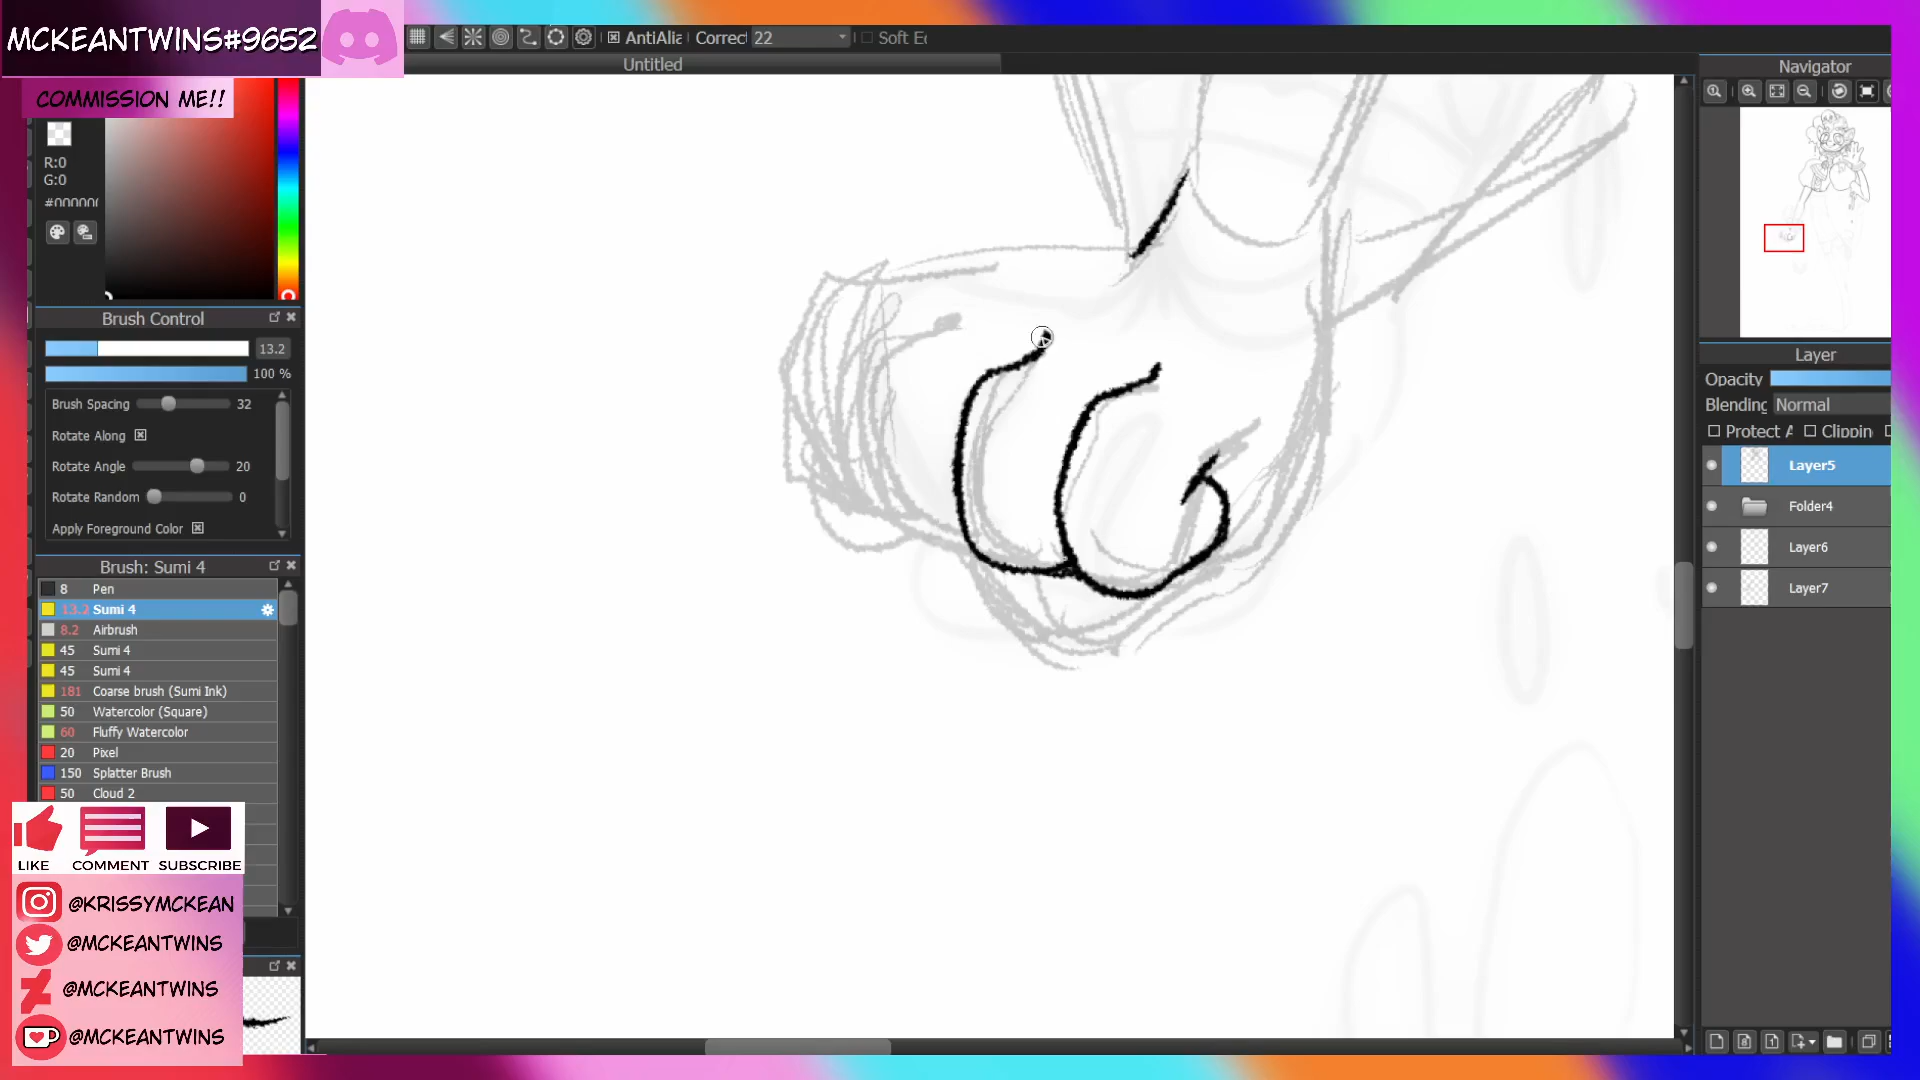 MCKEANTWINS#9652
COMMISSION ME!!
AntiAlia
Correct
22
Soft E
Untitled
Navigator
R:0
G:0
#000000
Brush Control
13.2
100 %
Brush Spacing 32
Rotate Along
Rotate Angle 20
Rotate Random 0
Apply Foreground Color
Brush: Sumi 4
8 Pen
13.2 Sumi 4
8.2 Airbrush
45 Sumi 4
45 Sumi 4
181 Coarse brush (Sumi Ink)
50 Watercolor (Square)
60 Fluffy Watercolor
20 Pixel
150 Splatter Brush
50 Cloud 2
LIKE COMMENT SUBSCRIBE
@KRISSYMCKEAN
@MCKEANTWINS
@MCKEANTWINS
@MCKEANTWINS
Layer
Opacity
Blending Normal
Protect A Clippin
Layer5
Folder4
Layer6
Layer7